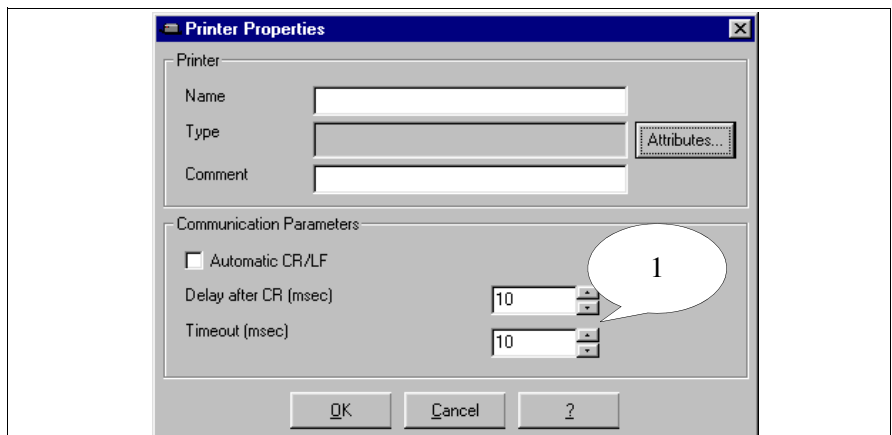 Printer Properties
Printer
Name
Type
Attributes...
Comment
Communication Parameters
Automatic CR/LF
1
Delay after CR (msec)
10
Timeout (msec)
10
OK
Cancel
?